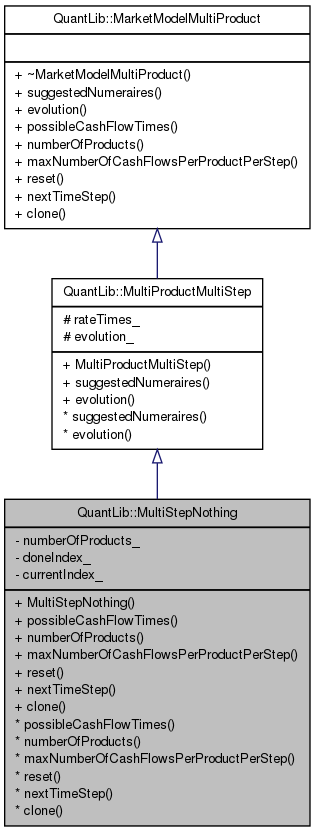 QuantLib::MarketModelMultiProduct
+ ~MarketModelMultiProduct()
+ suggestedNumeraires()
+ evolution()
+ possibleCashFlowTimes()
+ numberOfProducts()
+ maxNumberOfCashFlowsPerProductPerStep()
+ reset()
+ nextTimeStep()
+ clone()
QuantLib::MultiProductMultiStep
# rateTimes_
# evolution_
+ MultiProductMultiStep()
+ suggestedNumeraires()
+ evolution()
* suggestedNumeraires()
* evolution()
QuantLib::MultiStepNothing
- numberOfProducts_
- doneIndex_
- currentIndex_
+ MultiStepNothing()
+ possibleCashFlowTimes()
+ numberOfProducts()
+ maxNumberOfCashFlowsPerProductPerStep()
+ reset()
+ nextTimeStep()
+ clone()
* possibleCashFlowTimes()
* numberOfProducts()
* maxNumberOfCashFlowsPerProductPerStep()
* reset()
* nextTimeStep()
* clone()